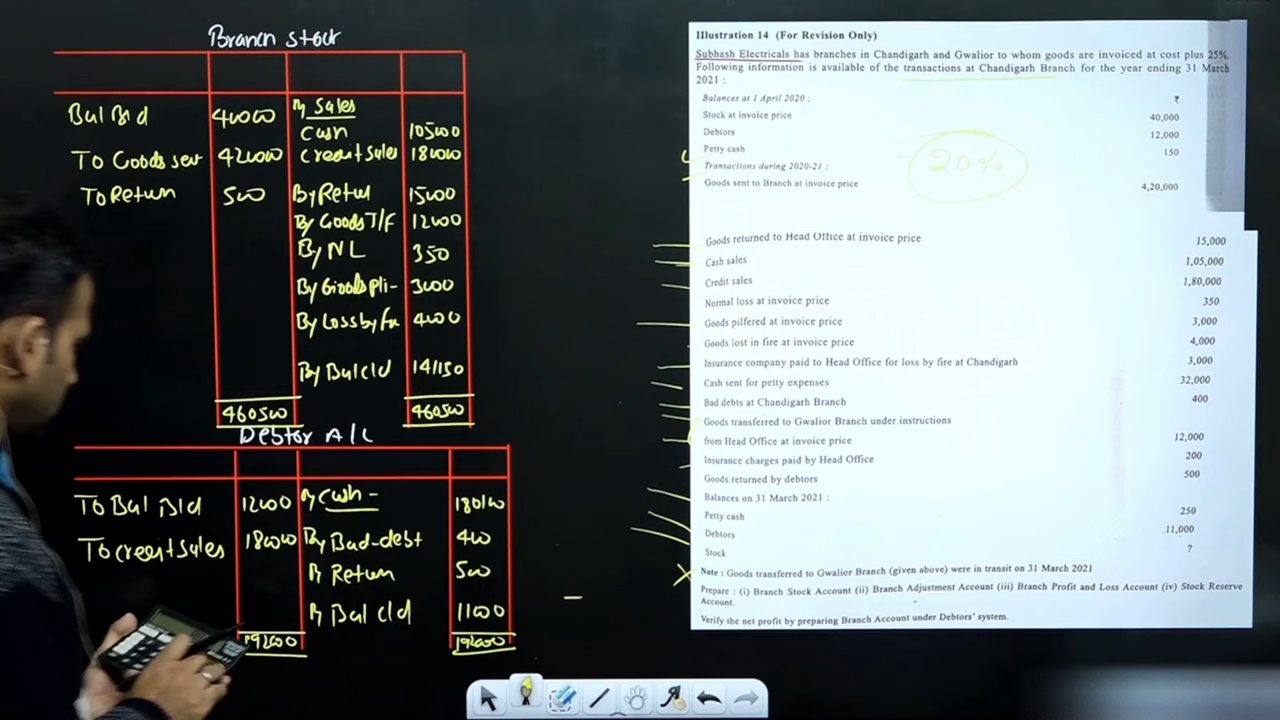 Branch stock
Bal B/d 40000 By Sales
Cash 105000
To Goods sent 420000 Credit Sales 180000
To Return 500 By Return 15000
By Goods T/F 12000
By NL 350
By Goods pli- 3000
By Loss by fir 4000
By Bal c/d 141150
460500 460500
Debtor A/C
To Bal B/d 12000 By Cash - 180100
To credit Sales 180000 By Bad-debt 400
By Return 500
By Bal c/d 11000
192000 192000
Illustration 14 (For Revision Only)
Subhash Electricals has branches in Chandigarh and Gwalior to whom goods are invoiced at cost plus 25%.
Following information is available of the transactions at Chandigarh Branch for the year ending 31 March
2021 :
Balances at 1 April 2020 : ₹
Stock at invoice price 40,000
Debtors 12,000
Petty cash 150
20%
Transactions during 2020-21 :
Goods sent to Branch at invoice price 4,20,000
Goods returned to Head Office at invoice price 15,000
Cash sales 1,05,000
Credit sales 1,80,000
Normal loss at invoice price 350
Goods pilfered at invoice price 3,000
Goods lost in fire at invoice price 4,000
Insurance company paid to Head Office for loss by fire at Chandigarh 3,000
Cash sent for petty expenses 32,000
Bad debts at Chandigarh Branch 400
Goods transferred to Gwalior Branch under instructions
from Head Office at invoice price 12,000
Insurance charges paid by Head Office 200
Goods returned by debtors 500
Balances on 31 March 2021 :
Petty cash 250
Debtors 11,000
Stock ?
Note : Goods transferred to Gwalior Branch (given above) were in transit on 31 March 2021
Prepare : (i) Branch Stock Account (ii) Branch Adjustment Account (iii) Branch Profit and Loss Account (iv) Stock Reserve
Account.
Verify the net profit by preparing Branch Account under Debtors' system.